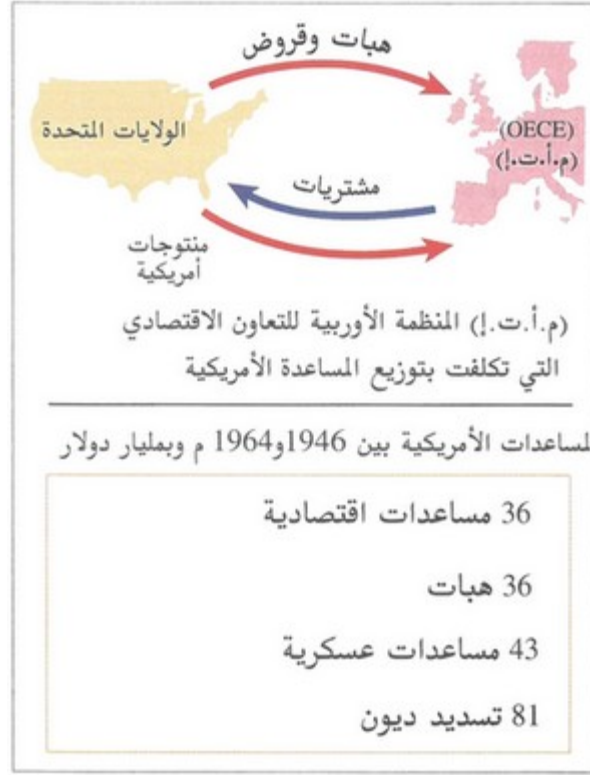 هبات وقروض
الولايات المتحدة
(OECE)
(م.أ.ت.إ)
مشتريات
منتوجات
أمريكية
(م.أ.ت.إ) المنظمة الأوربية للتعاون الاقتصادي
التي تكلفت بتوزيع المساعدة الأمريكية
لمساعدات الأمريكية بين 1946و1964 م وبمليار دولار
36 مساعدات اقتصادية
36 هبات
43 مساعدات عسكرية
81 تسديد ديون